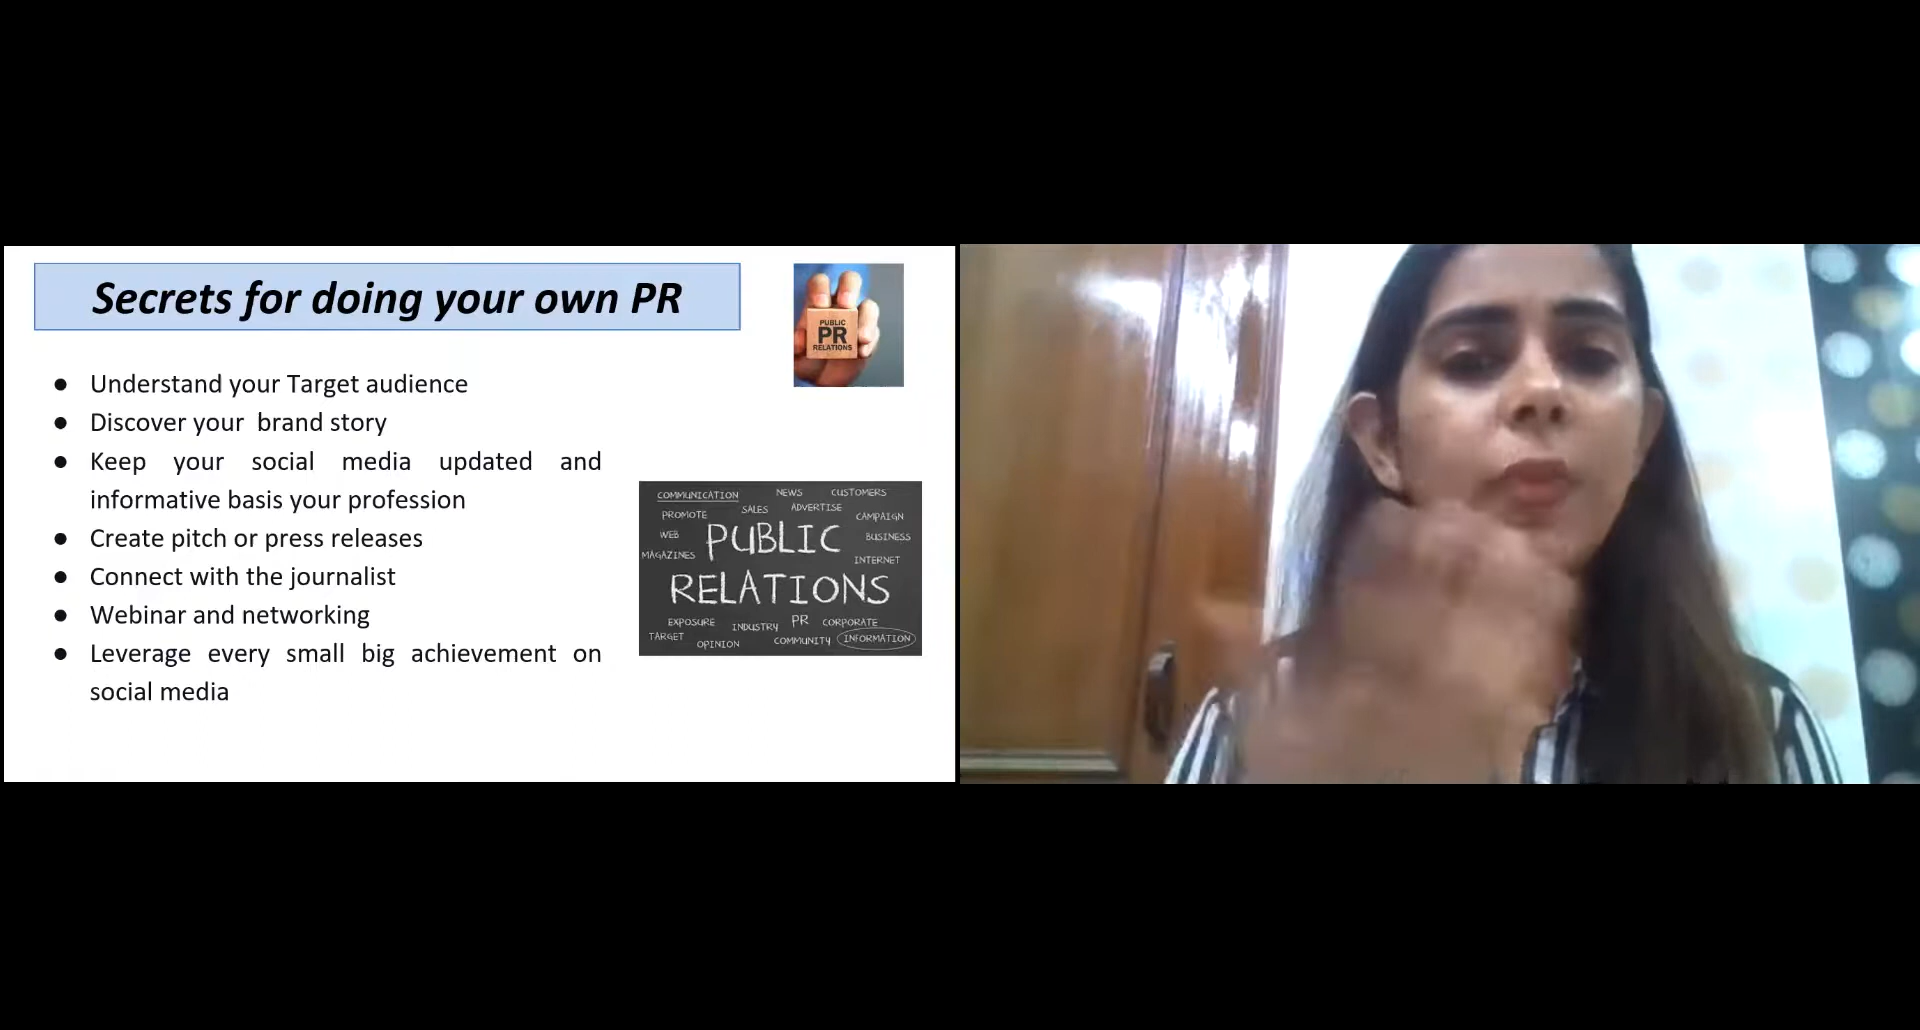 Secrets for doing your own PR
PUBLIC
PR
RELATIONS
● Understand your Target audience
● Discover your brand story
● Keep your social media updated and
informative basis your profession
● Create pitch or press releases
● Connect with the journalist
● Webinar and networking
● Leverage every small big achievement on
social media
COMMUNICATION NEWS CUSTOMERS
PROMOTE SALES ADVERTISE CAMPAIGN
WEB PUBLIC BUSINESS
MAGAZINES INTERNET
RELATIONS
EXPOSURE INDUSTRY PR CORPORATE
TARGET OPINION COMMUNITY INFORMATION